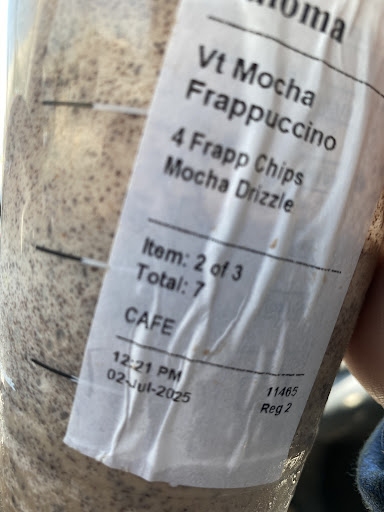 Vt Mocha
Frappuccino
4 Frapp Chips
Mocha Drizzle
Item: 2 of 3
Total: 7
CAFE
12:21 PM
02-Jul-2025
11465
Reg 2